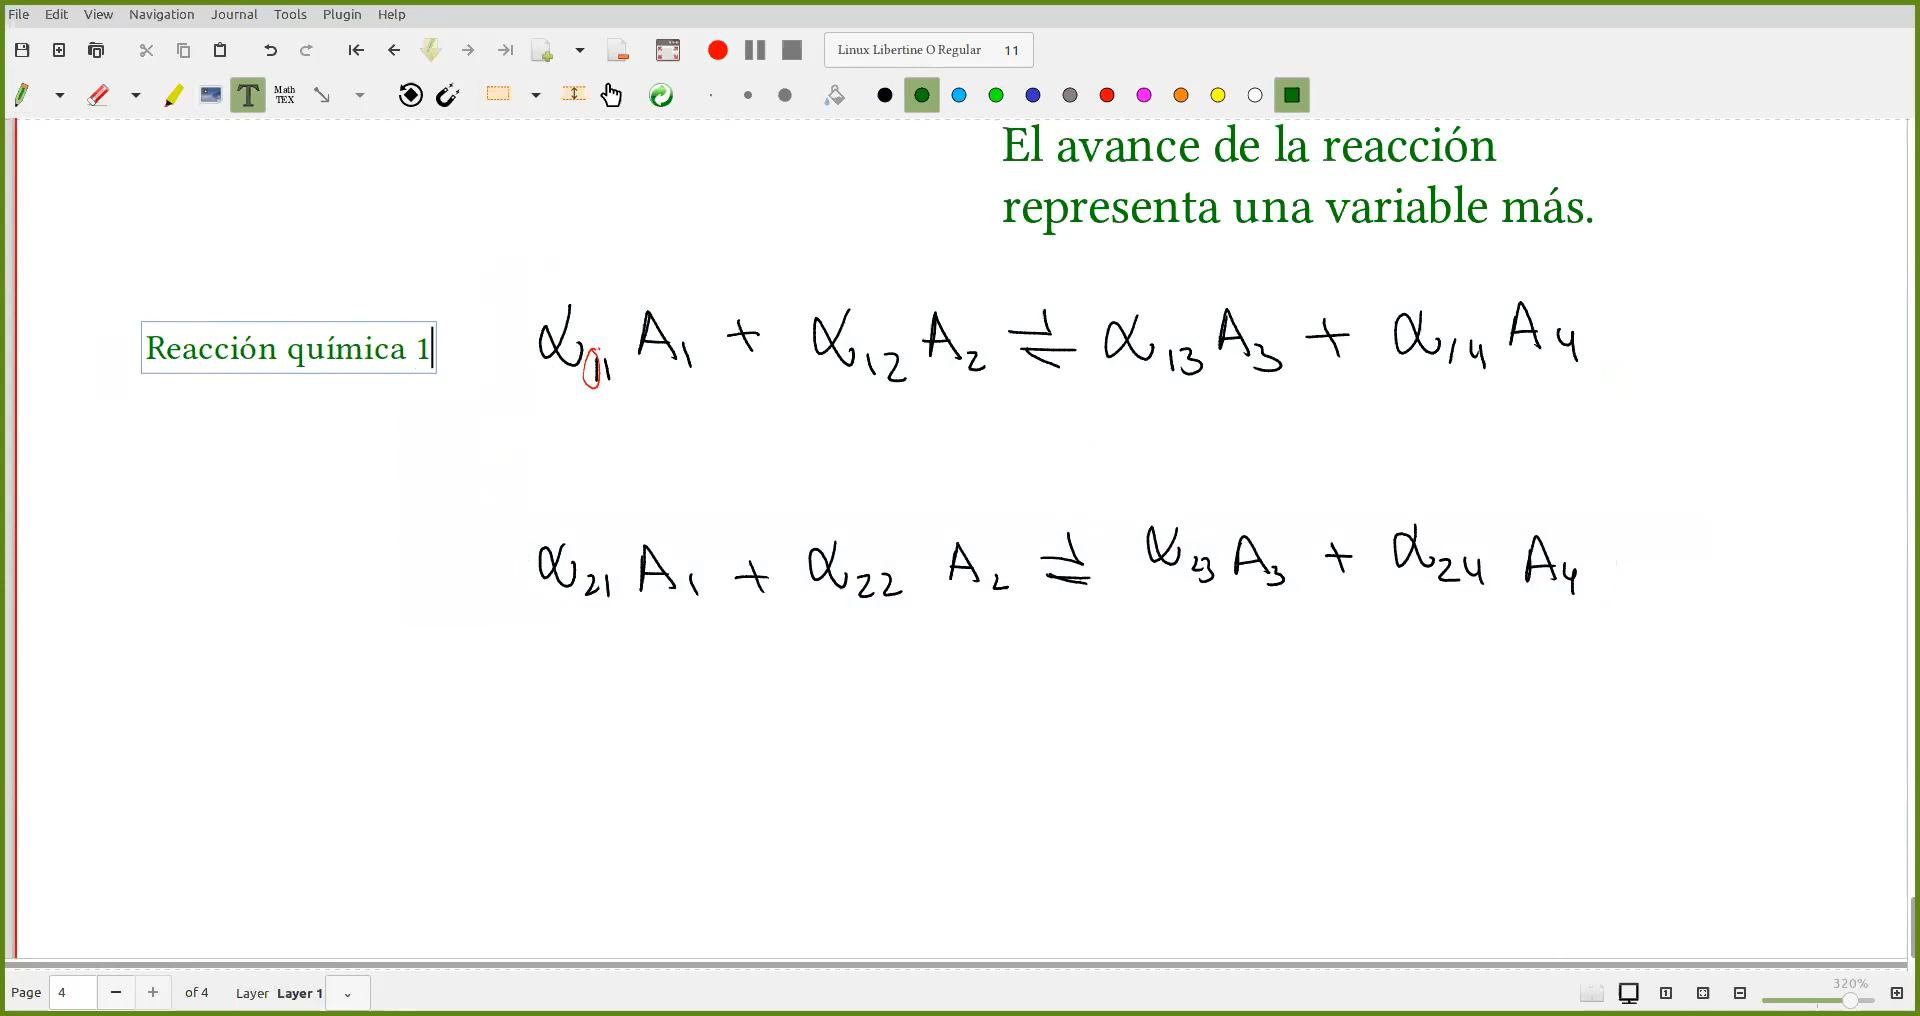 File Edit View Navigation Journal Tools Plugin Help
Linux Libertine O Regular 11
Math TEX
El avance de la reacción
representa una variable más.
Reacción química 1
α₁₁ A₁ + α₁₂ A₂ ⇌ α₁₃ A₃ + α₁₄ A₄
α₂₁ A₁ + α₂₂ A₂ ⇌ α₂₃ A₃ + α₂₄ A₄
320%
Page 4 of 4 Layer Layer 1